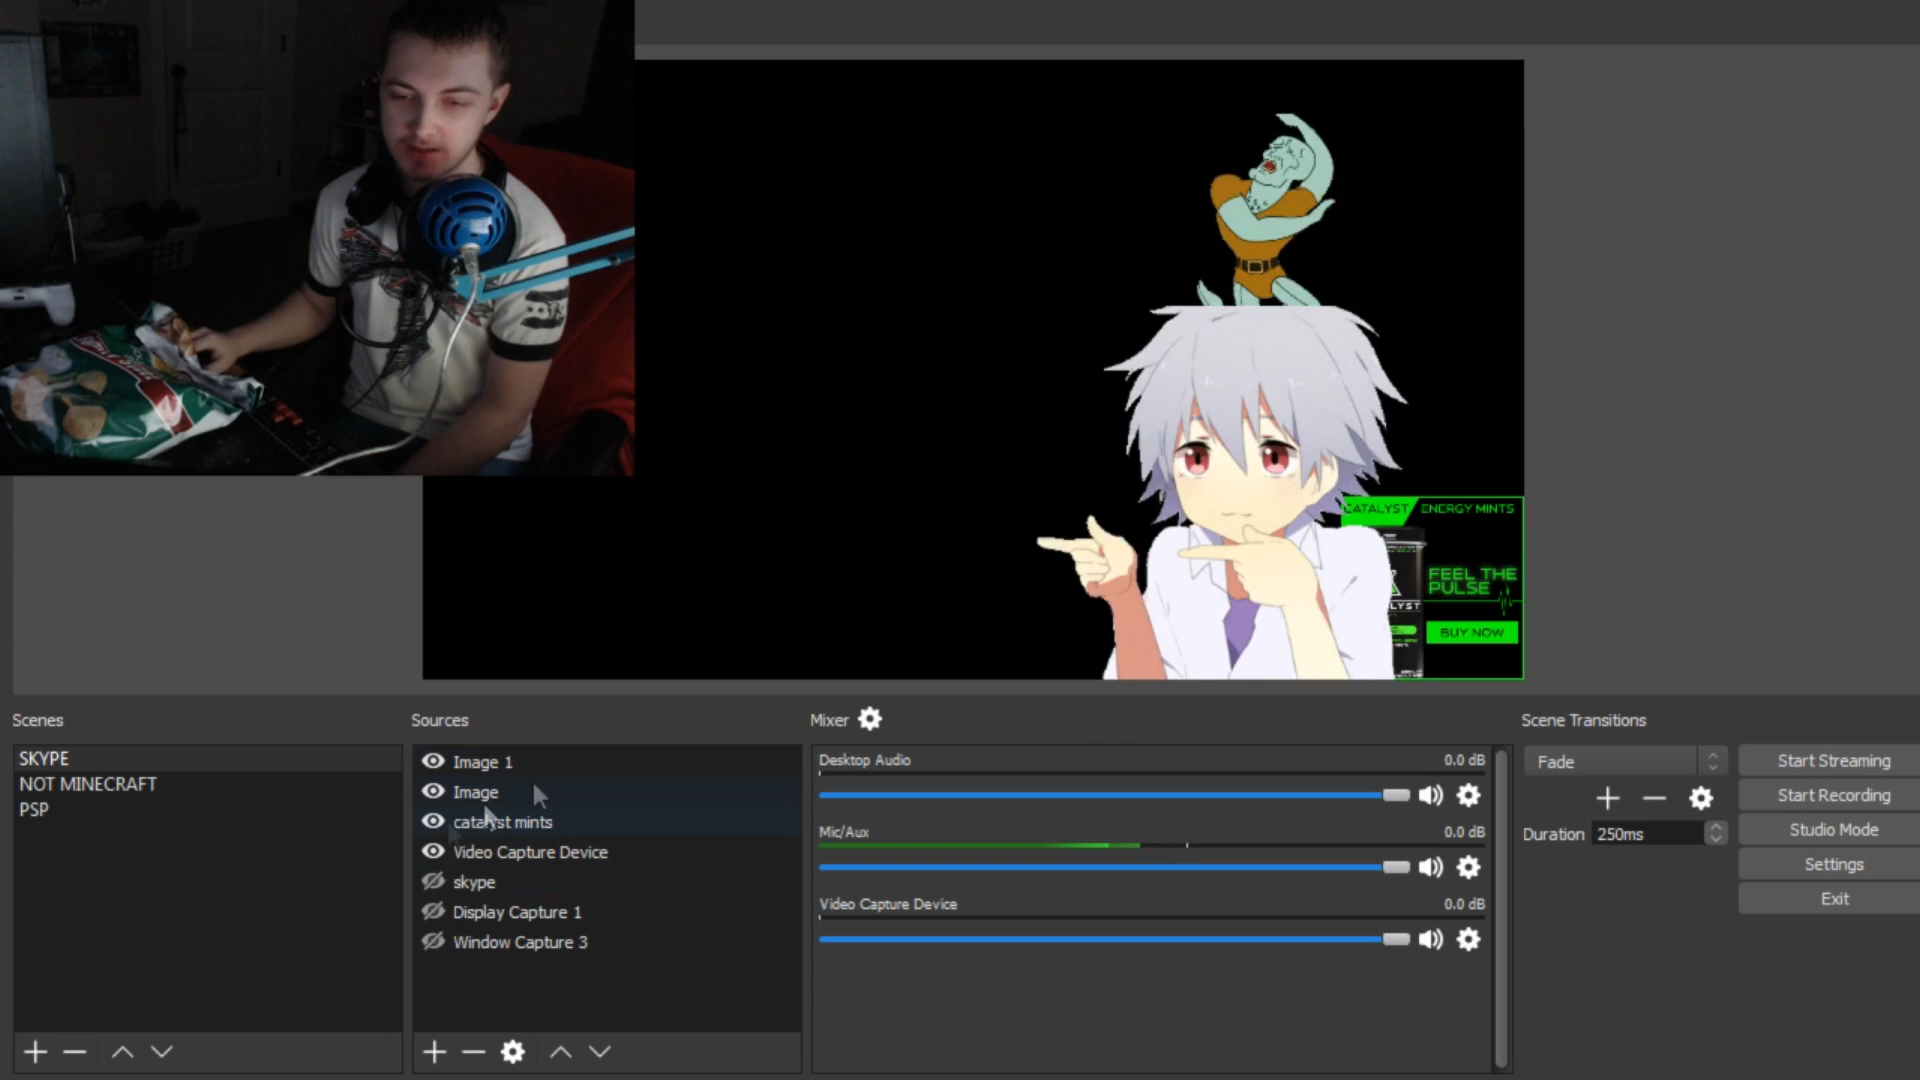 CATALYST ENERGY MINTS
FEEL THE
PULSE
LYST
BUY NOW
Scenes
SKYPE
NOT MINECRAFT
PSP
Sources
Image 1
Image
catalyst mints
Video Capture Device
skype
Display Capture 1
Window Capture 3
Mixer
Desktop Audio 0.0 dB
Mic/Aux 0.0 dB
Video Capture Device 0.0 dB
Scene Transitions
Fade
Duration 250ms
Start Streaming
Start Recording
Studio Mode
Settings
Exit